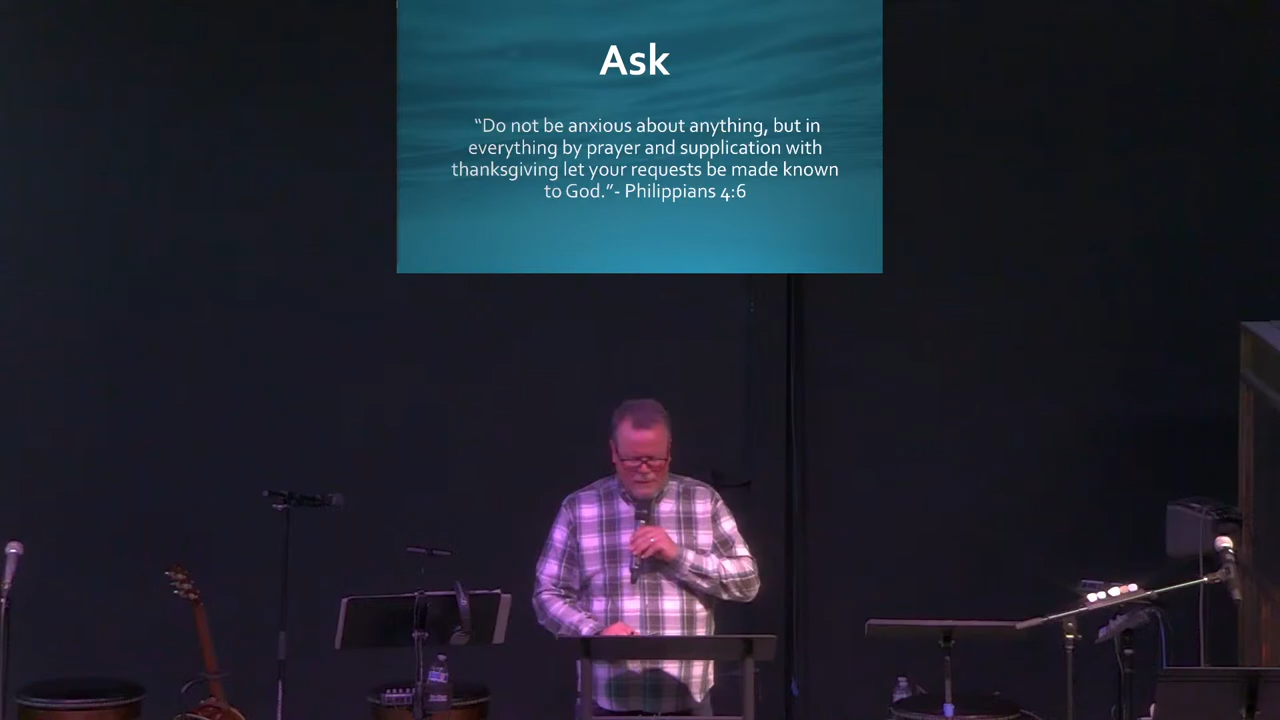 Ask
“Do not be anxious about anything, but in
everything by prayer and supplication with
thanksgiving let your requests be made known
to God.”- Philippians 4:6